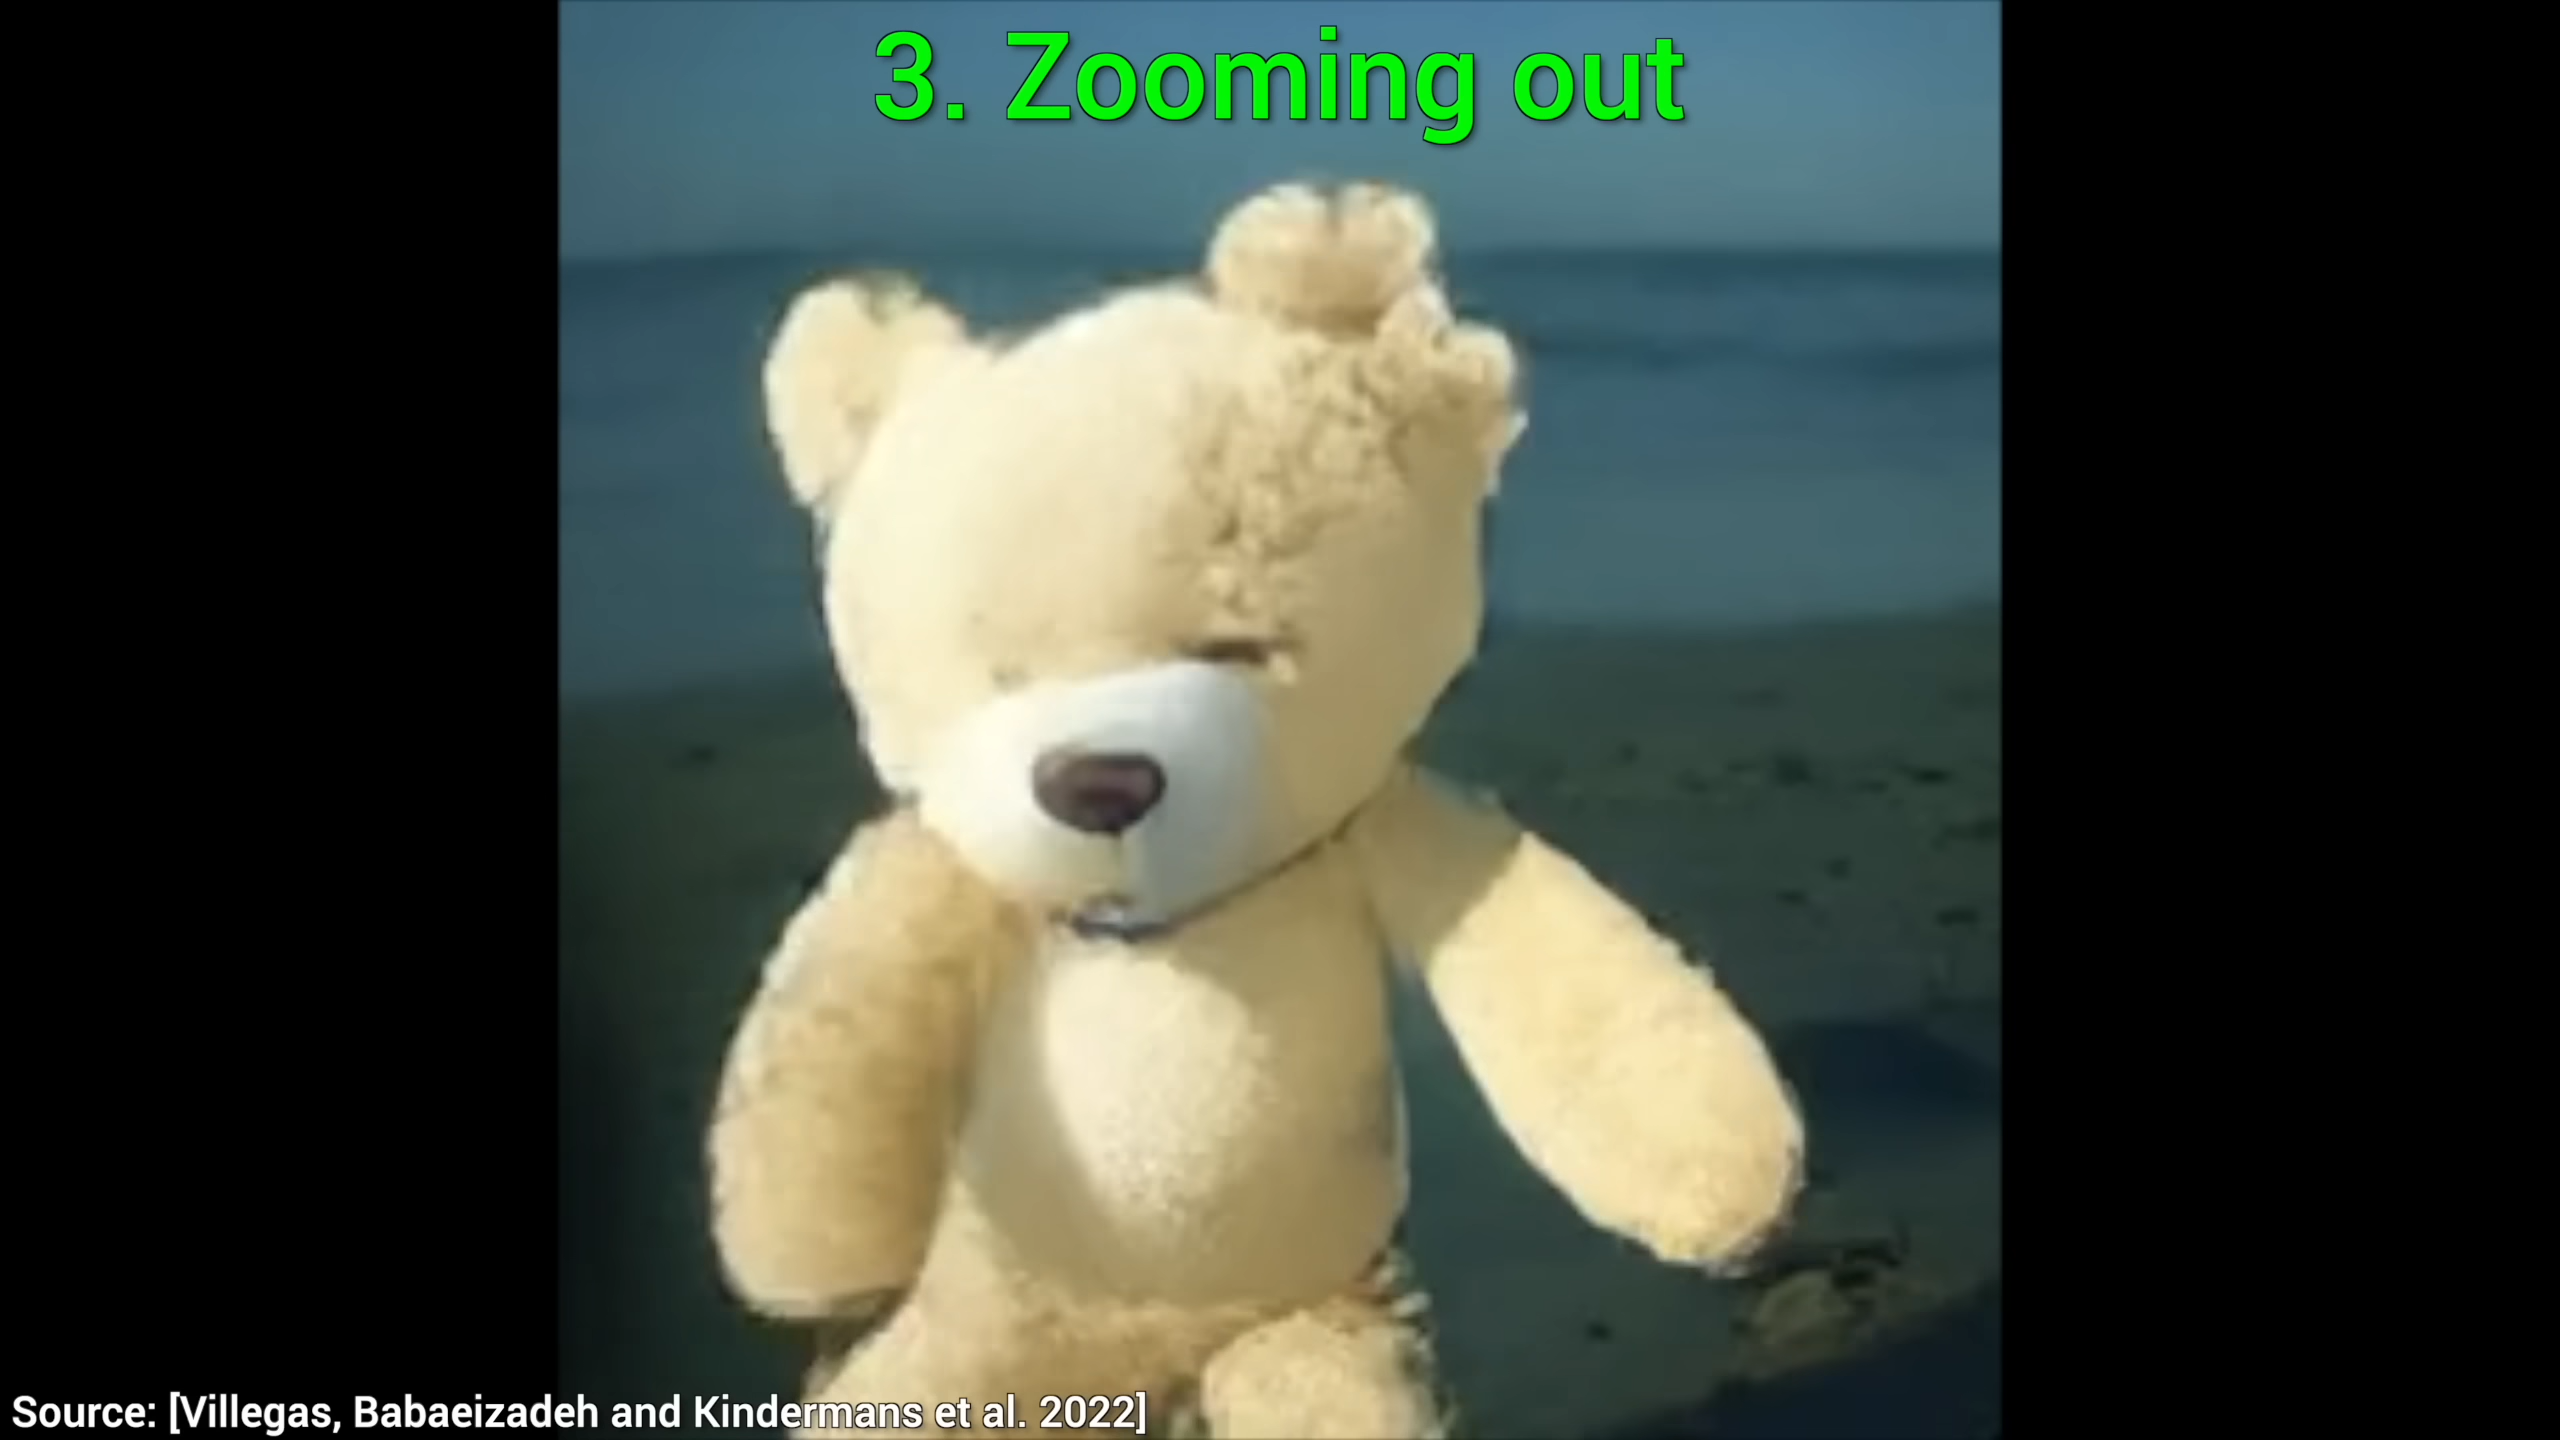 3. Zooming out
Source: [Villegas, Babaeizadeh and Kindermans et al. 2022]